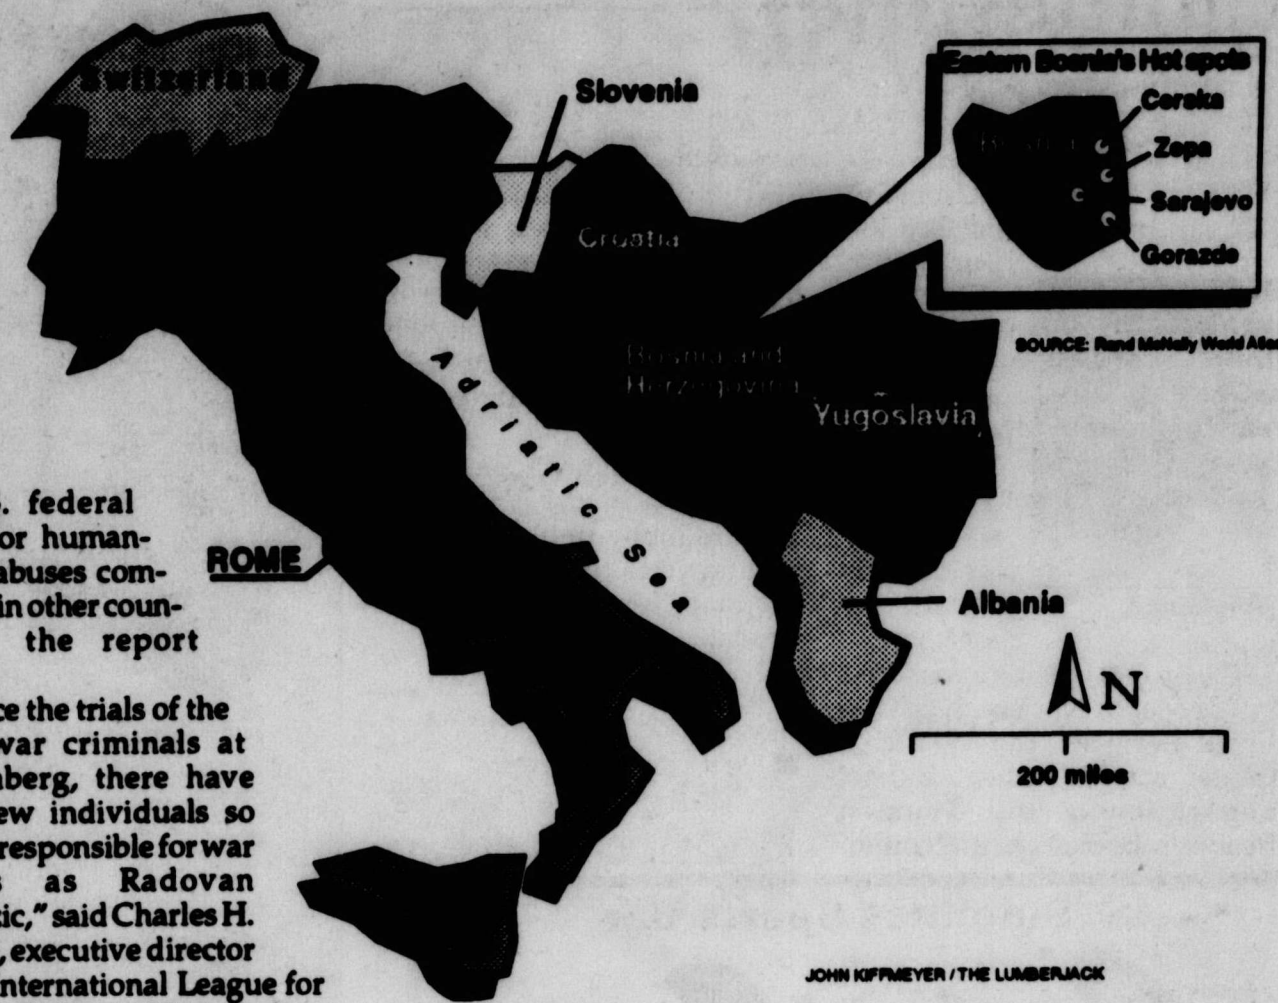 Switzerland
Slovenia
Eastern Bosnia's Hot spots
Cerska
Zepa
Sarajevo
Gorazde
Bosnia
Croatia
SOURCE: Rand McNally World Atlas
Bosnia and
Herzegovina
Yugoslavia
Adriatic Sea
ROME
Albania
N
200 miles
federal
or human-
abuses com-
in other coun-
the report
ce the trials of the
war criminals at
berg, there have
ew individuals so
responsible for war
s as Radovan
ic," said Charles H.
, executive director
nternational League for
JOHN KIFFMEYER / THE LUMBERJACK